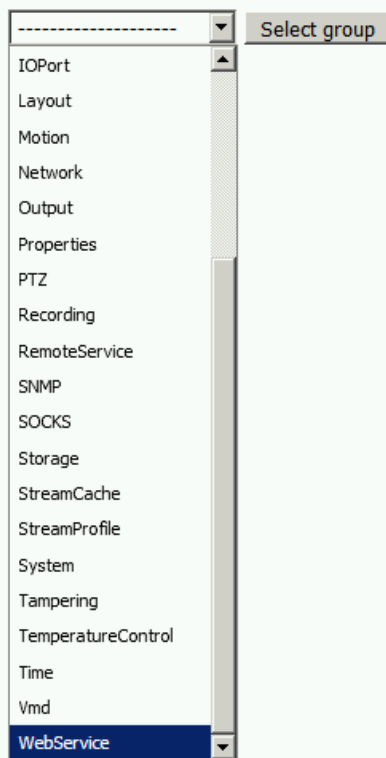 --------------------
Select group
IOPort
Layout
Motion
Network
Output
Properties
PTZ
Recording
RemoteService
SNMP
SOCKS
Storage
StreamCache
StreamProfile
System
Tampering
TemperatureControl
Time
Vmd
WebService